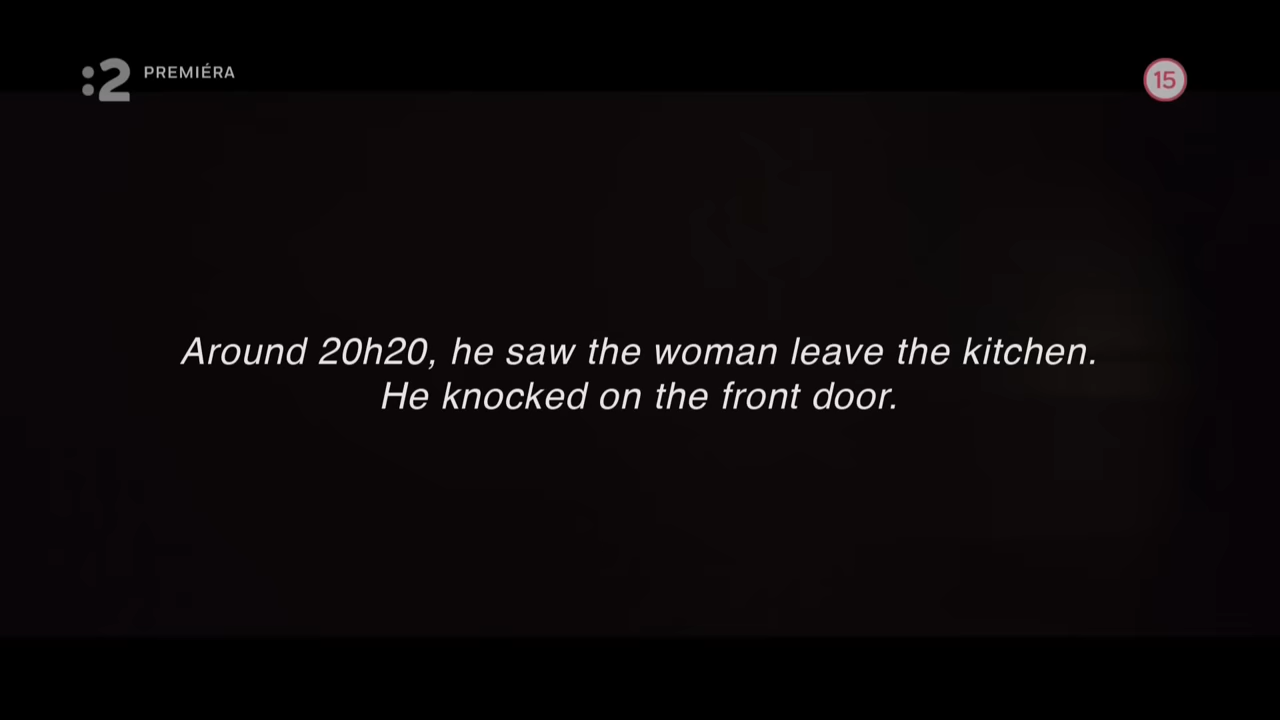 :2 PREMIÉRA
15
Around 20h20, he saw the woman leave the kitchen.
He knocked on the front door.